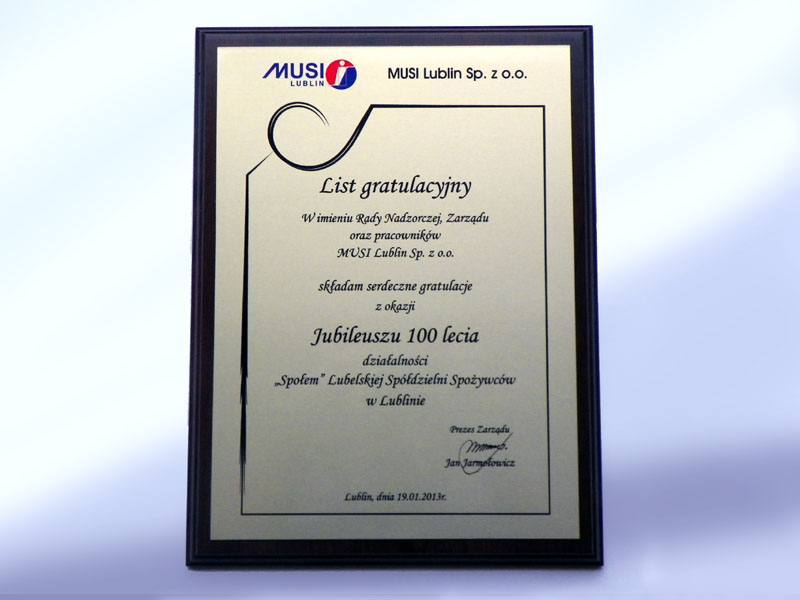 MUSI
LUBLIN
MUSI Lublin Sp. z o.o.
List gratulacyjny
W imieniu Rady Nadzorczej, Zarządu
oraz pracowników
MUSI Lublin Sp. z o.o.
składam serdeczne gratulacje
z okazji
Jubileuszu 100 lecia
działalności
„Społem” Lubelskiej Spółdzielni Spożywców
w Lublinie
Prezes Zarządu
Jan Jarmołowicz
Lublin, dnia 19.01.2013r.